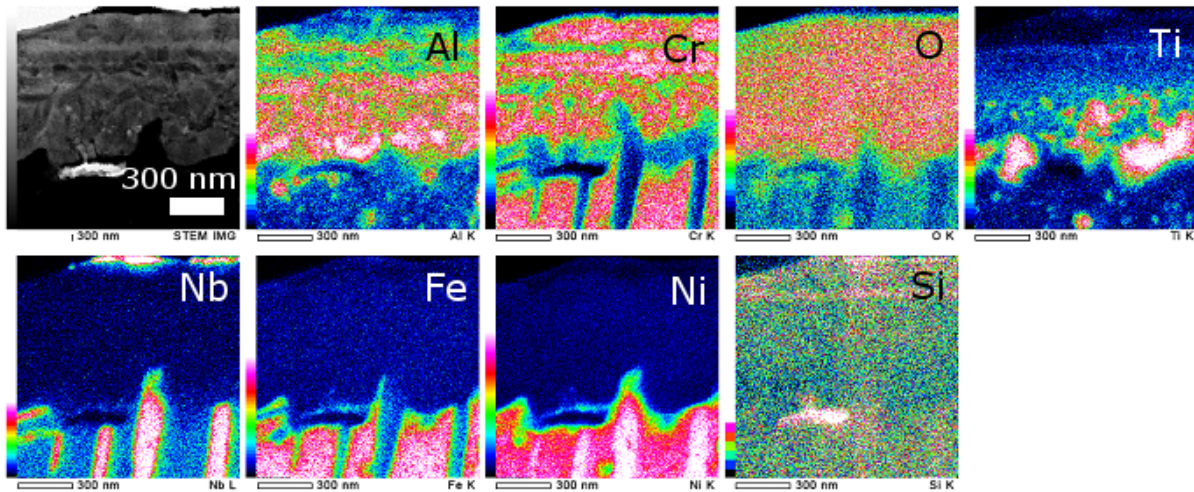 Al
Cr
O
Ti
300 nm
300 nm
STEM IMG
300 nm
Al K
300 nm
Cr K
300 nm
O K
300 nm
Ti K
Nb
Fe
Ni
Si
300 nm
Nb L
300 nm
Fe K
300 nm
Ni K
300 nm
Si K